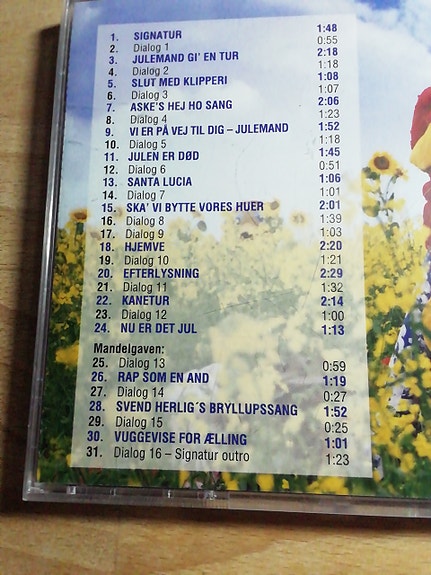 1. SIGNATUR 1:48
2. Dialog 1 0:55
3. JULEMAND GI' EN TUR 2:18
4. Dialog 2 1:18
5. SLUT MED KLIPPERI 1:08
6. Dialog 3 1:07
7. ASKE'S HEJ HO SANG 2:06
8. Dialog 4 1:23
9. VI ER PÅ VEJ TIL DIG – JULEMAND 1:52
10. Dialog 5 1:18
11. JULEN ER DØD 1:45
12. Dialog 6 0:51
13. SANTA LUCIA 1:06
14. Dialog 7 1:01
15. SKA' VI BYTTE VORES HUER 2:01
16. Dialog 8 1:39
17. Dialog 9 1:03
18. HJEMVE 2:20
19. Dialog 10 1:21
20. EFTERLYSNING 2:29
21. Dialog 11 1:32
22. KANETUR 2:14
23. Dialog 12 1:00
24. NU ER DET JUL 1:13
Mandelgaven:
25. Dialog 13 0:59
26. RAP SOM EN AND 1:19
27. Dialog 14 0:27
28. SVEND HERLIG´S BRYLLUPSSANG 1:52
29. Dialog 15 0:25
30. VUGGEVISE FOR ÆLLING 1:01
31. Dialog 16 – Signatur outro 1:23